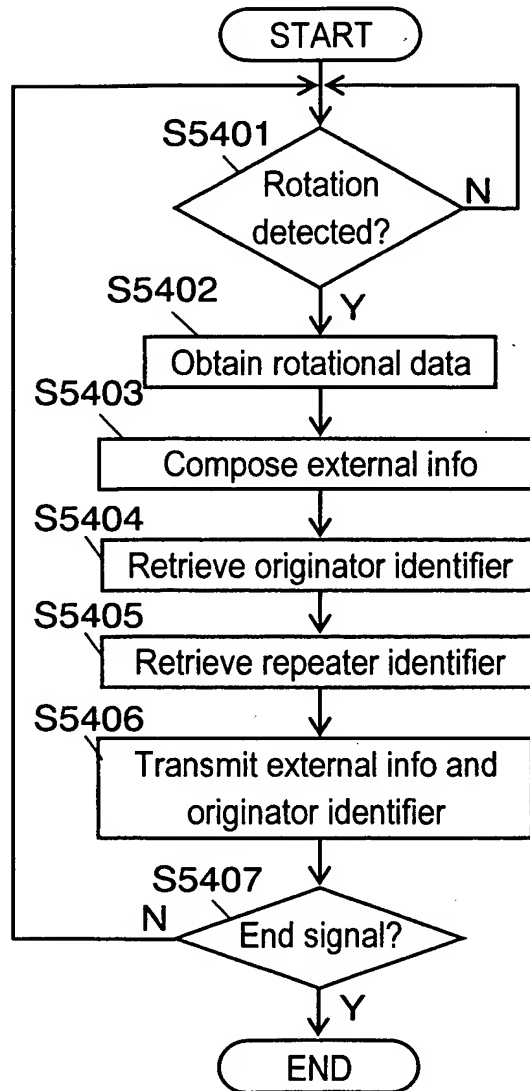 START
S5401
Rotation
detected?
N
Y
S5402
Obtain rotational data
S5403
Compose external info
S5404
Retrieve originator identifier
S5405
Retrieve repeater identifier
S5406
Transmit external info and
originator identifier
S5407
N
End signal?
Y
END